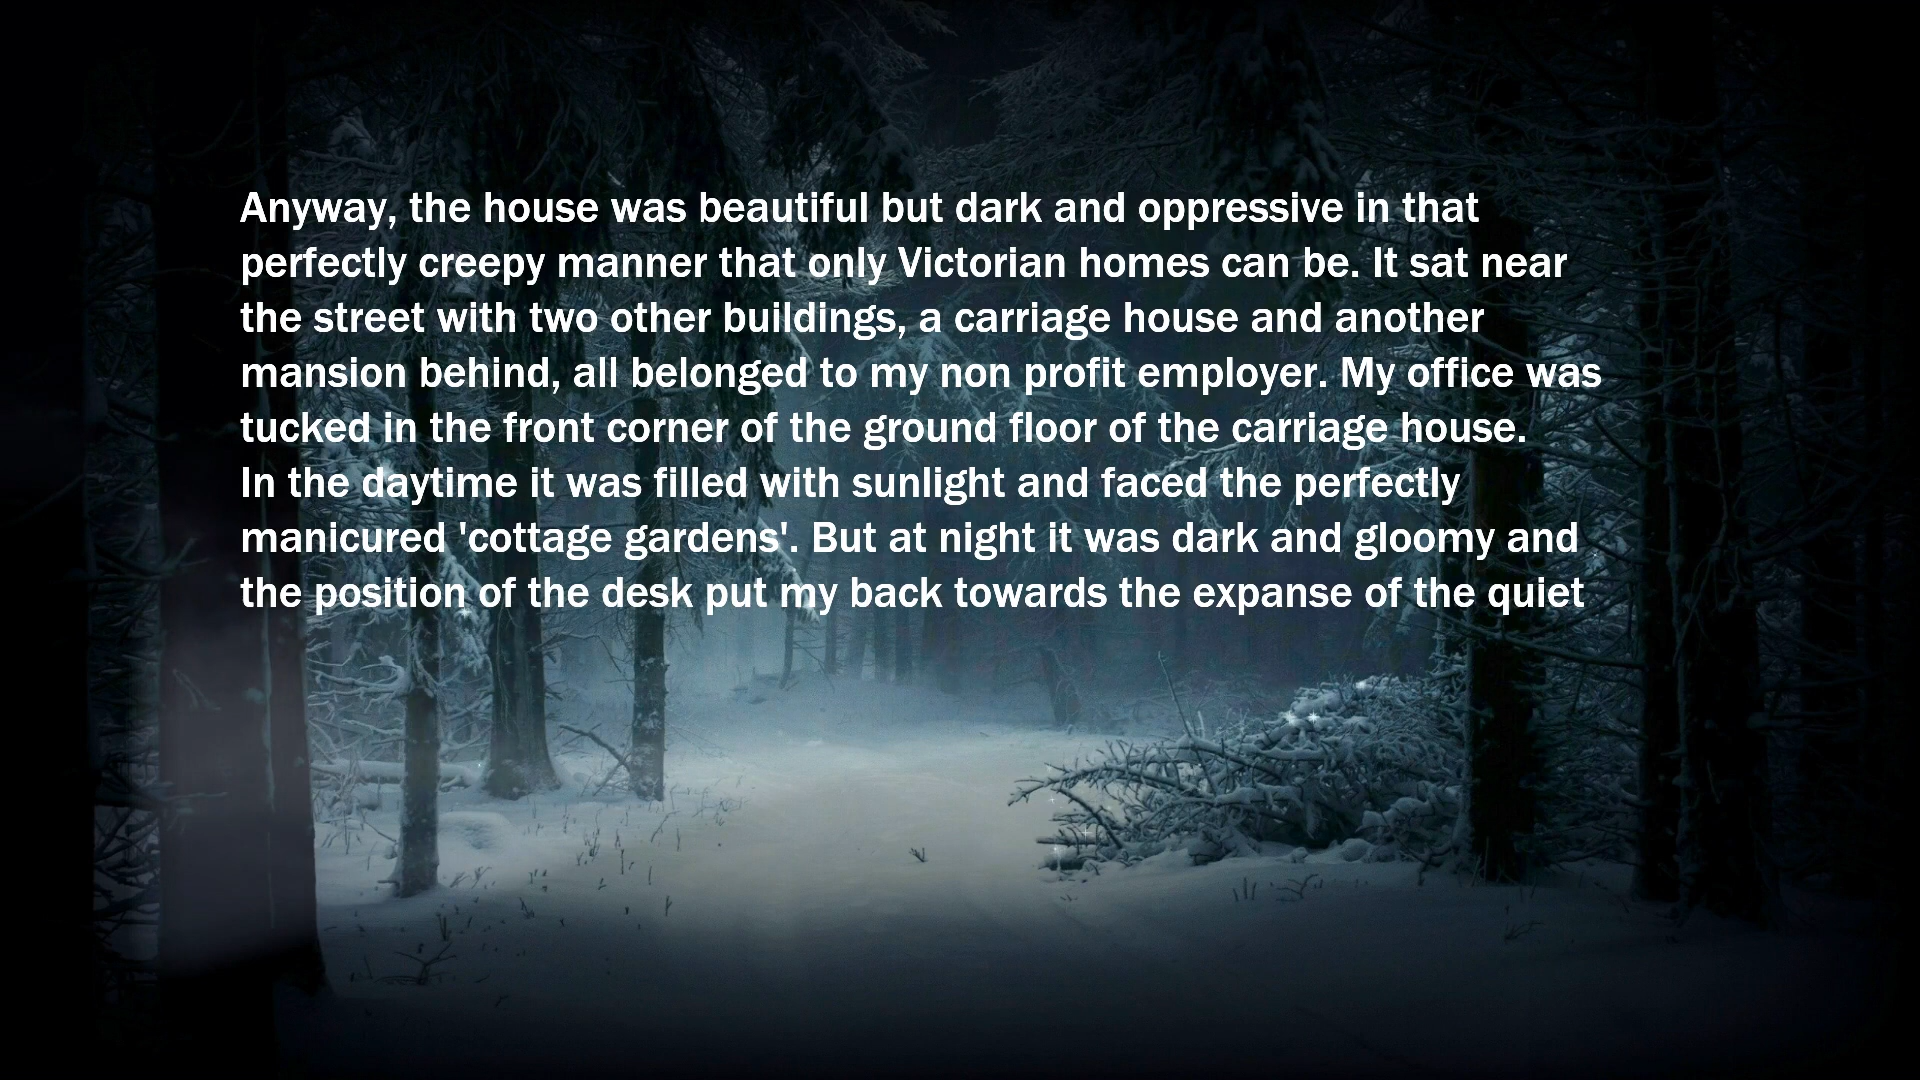 Anyway, the house was beautiful but dark and oppressive in that
perfectly creepy manner that only Victorian homes can be. It sat near
the street with two other buildings, a carriage house and another
mansion behind, all belonged to my non profit employer. My office was
tucked in the front corner of the ground floor of the carriage house.
In the daytime it was filled with sunlight and faced the perfectly
manicured 'cottage gardens'. But at night it was dark and gloomy and
the position of the desk put my back towards the expanse of the quiet